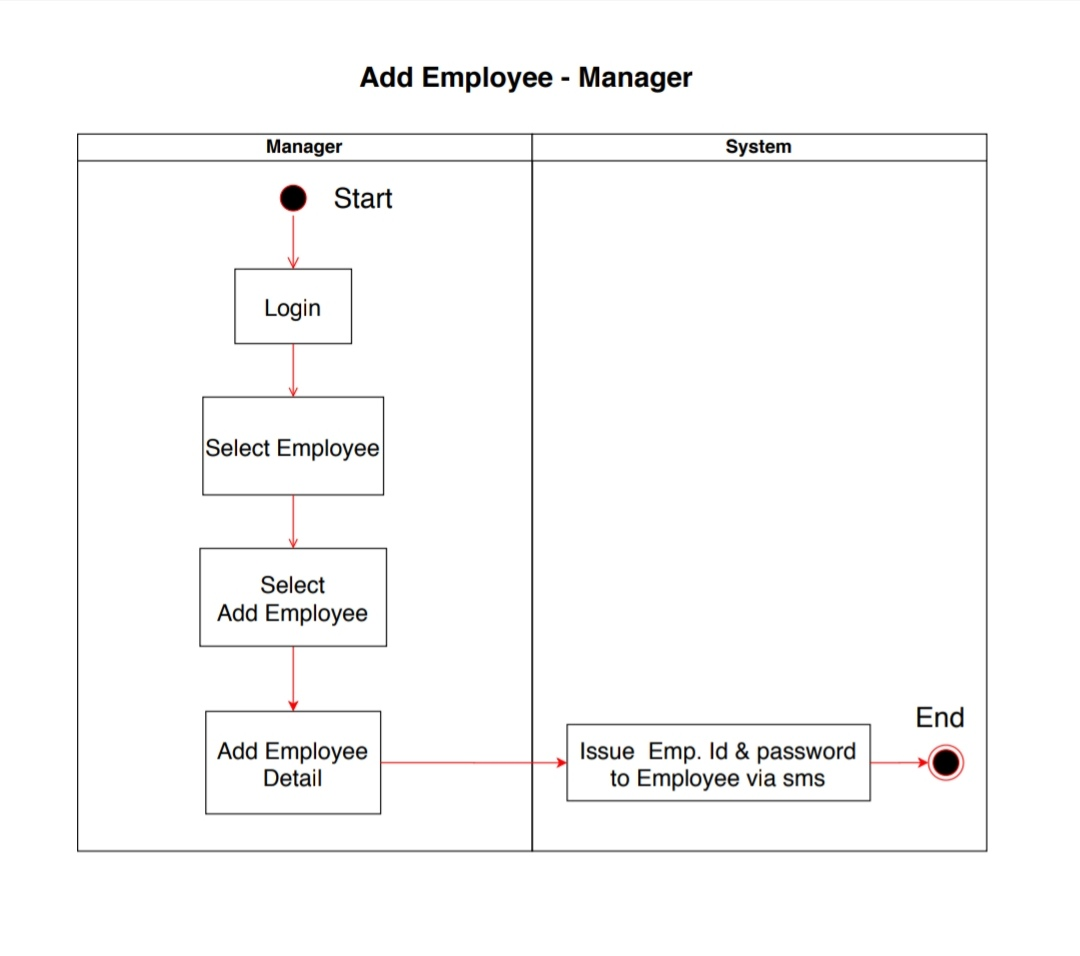 Add Employee - Manager
Manager
System
Start
Login
Select Employee
Select
Add Employee
Add Employee
Detail
Issue Emp. Id & password
to Employee via sms
End